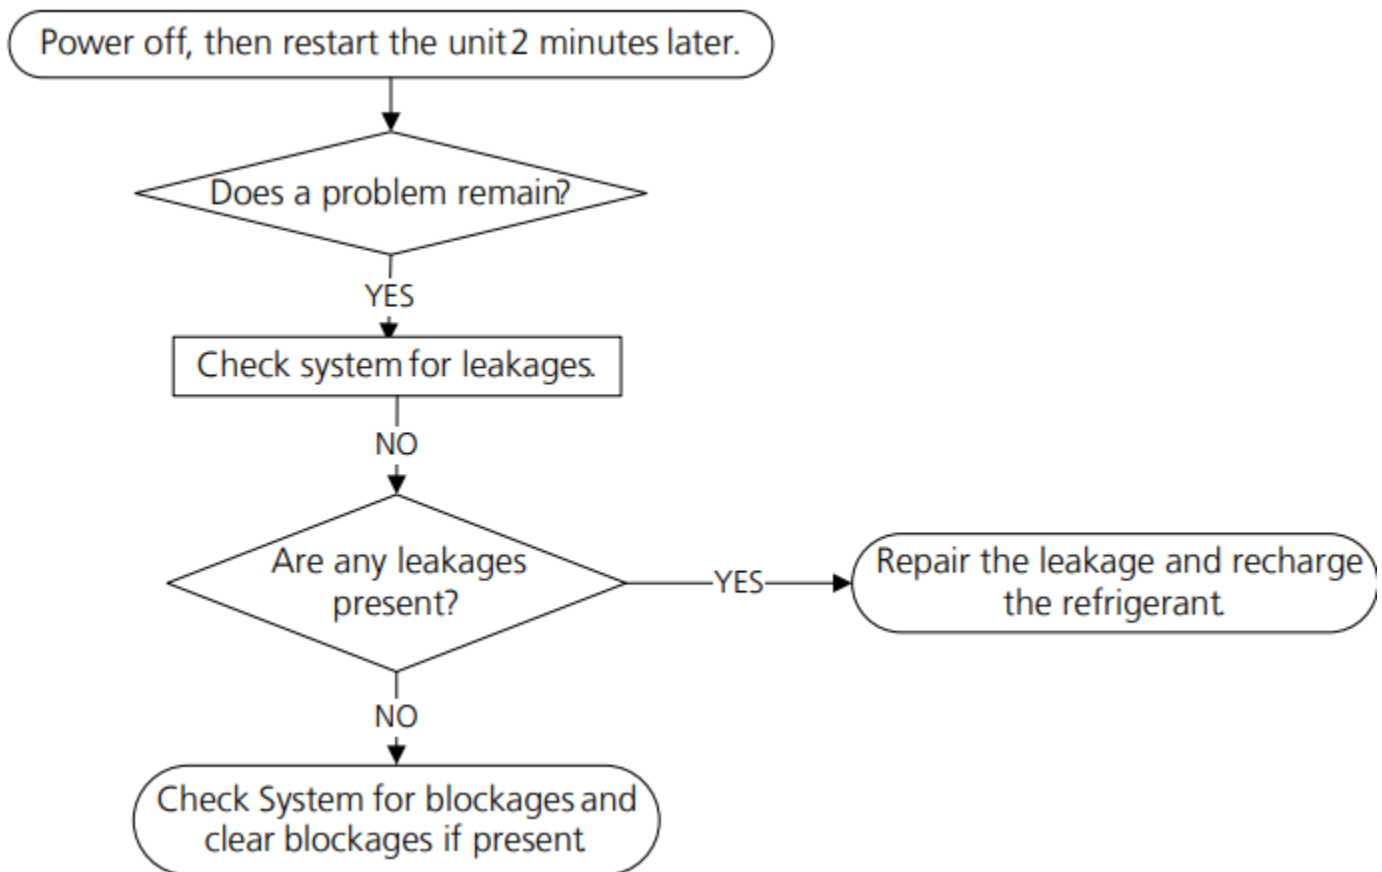 Power off, then restart the unit 2 minutes later.
Does a problem remain?
YES
Check system for leakages.
NO
Are any leakages
present?
YES
Repair the leakage and recharge
the refrigerant.
NO
Check System for blockages and
clear blockages if present.